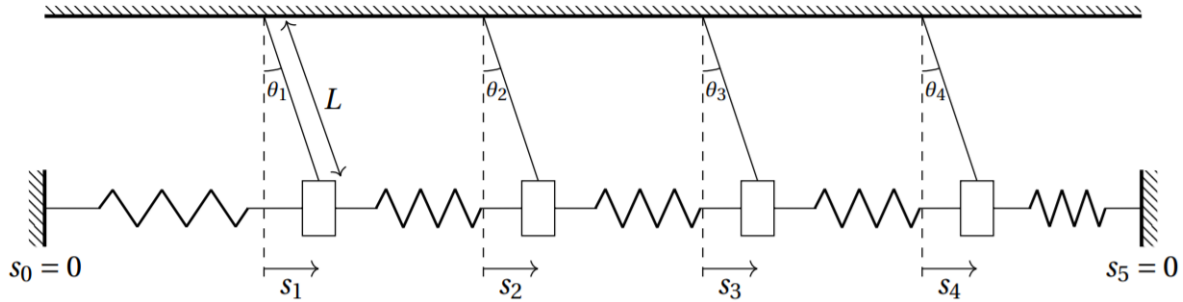 θ₁ L θ₂ θ₃ θ₄
s₀ = 0 s₁ s₂ s₃ s₄ s₅ = 0